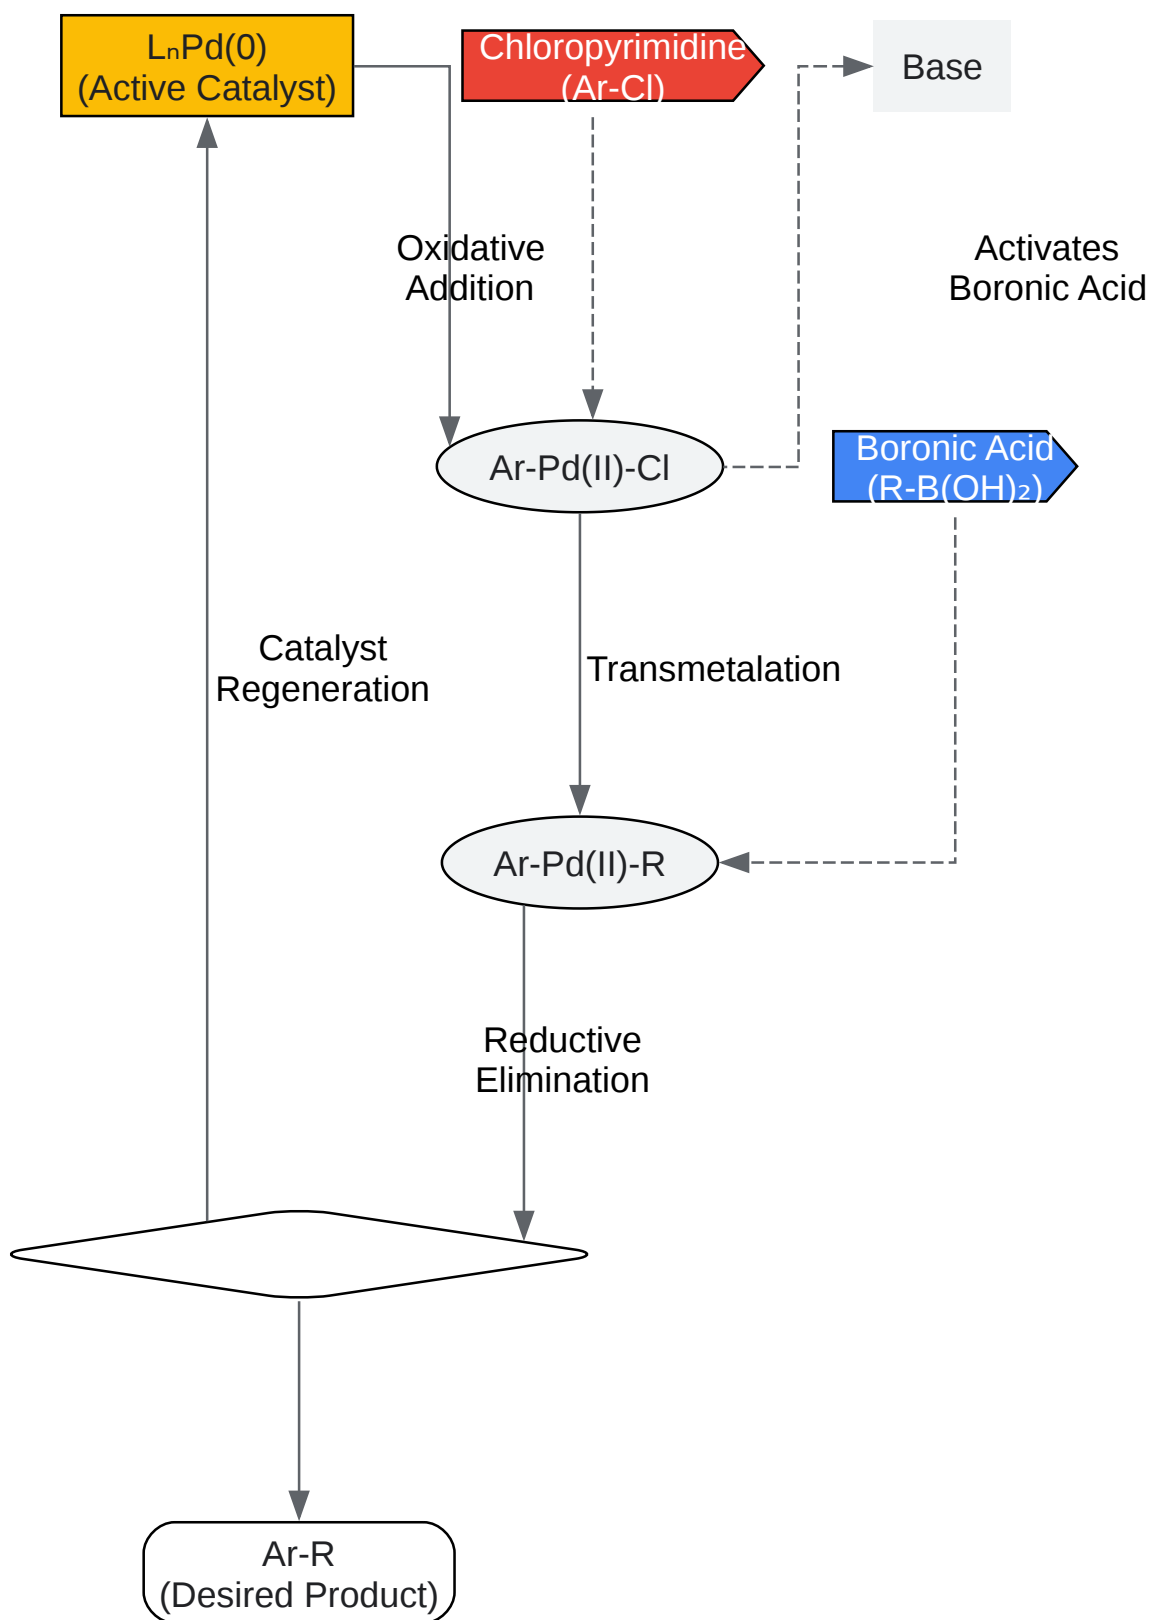 LₙPd(0)
(Active Catalyst)
Chloropyrimidine
(Ar-Cl)
Base
Oxidative
Addition
Activates
Boronic Acid
Ar-Pd(II)-Cl
Boronic Acid
(R-B(OH)₂)
Catalyst
Regeneration
Transmetalation
Ar-Pd(II)-R
Reductive
Elimination
Ar-R
(Desired Product)